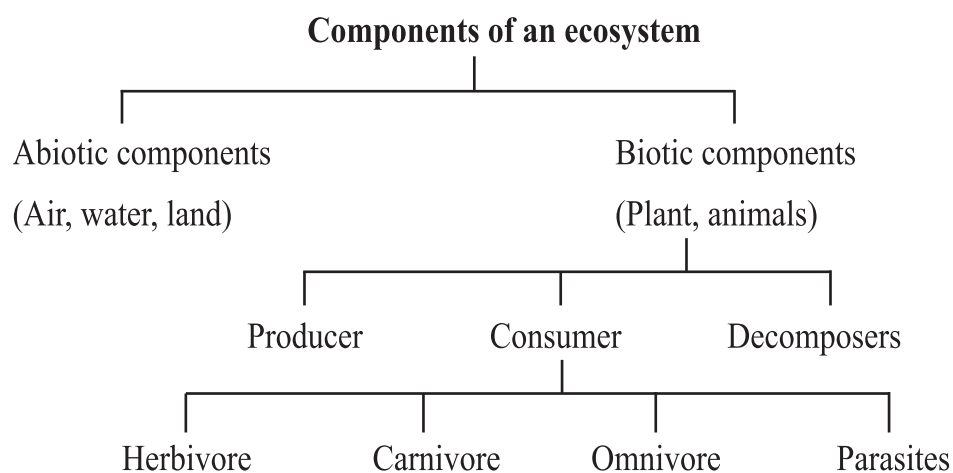 Components of an ecosystem
Abiotic components Biotic components
(Air, water, land) (Plant, animals)
Producer Consumer Decomposers
Herbivore Carnivore Omnivore Parasites